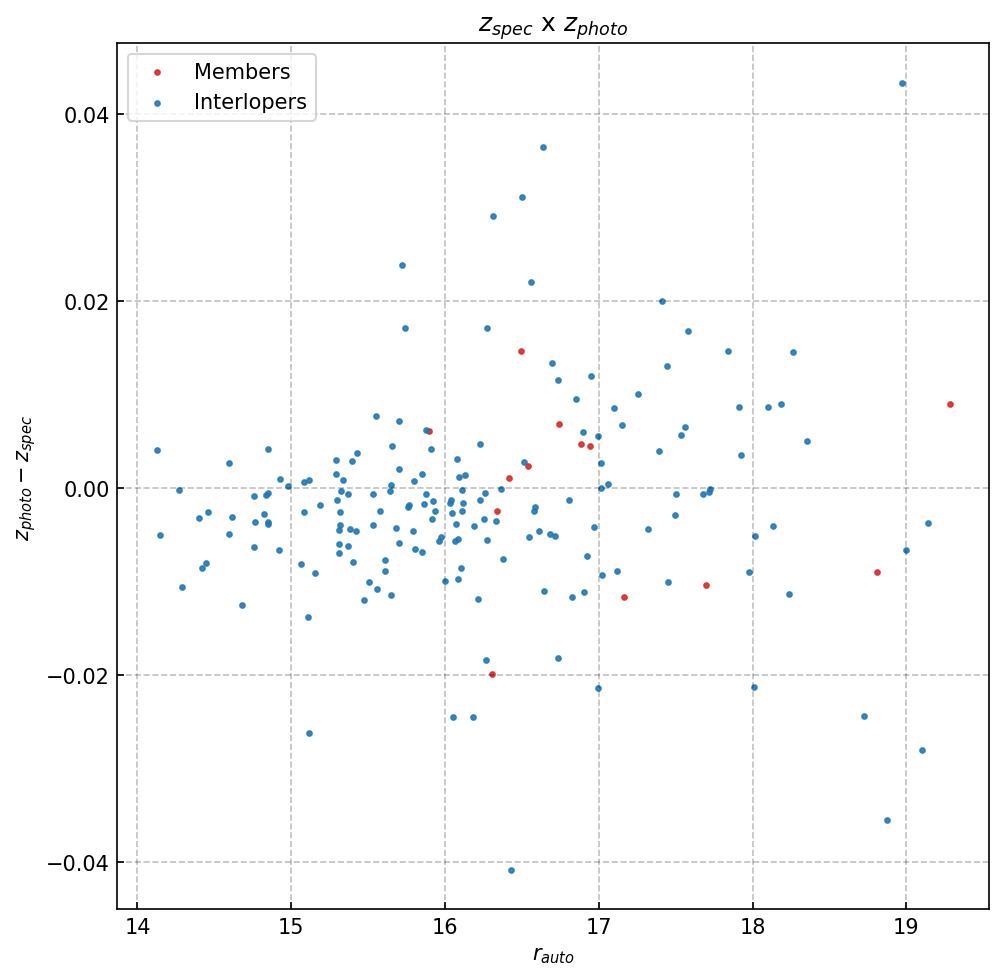 z_spec x z_photo
Members
Interlopers
z_photo − z_spec
0.04
0.02
0.00
−0.02
−0.04
14 15 16 17 18 19
r_auto